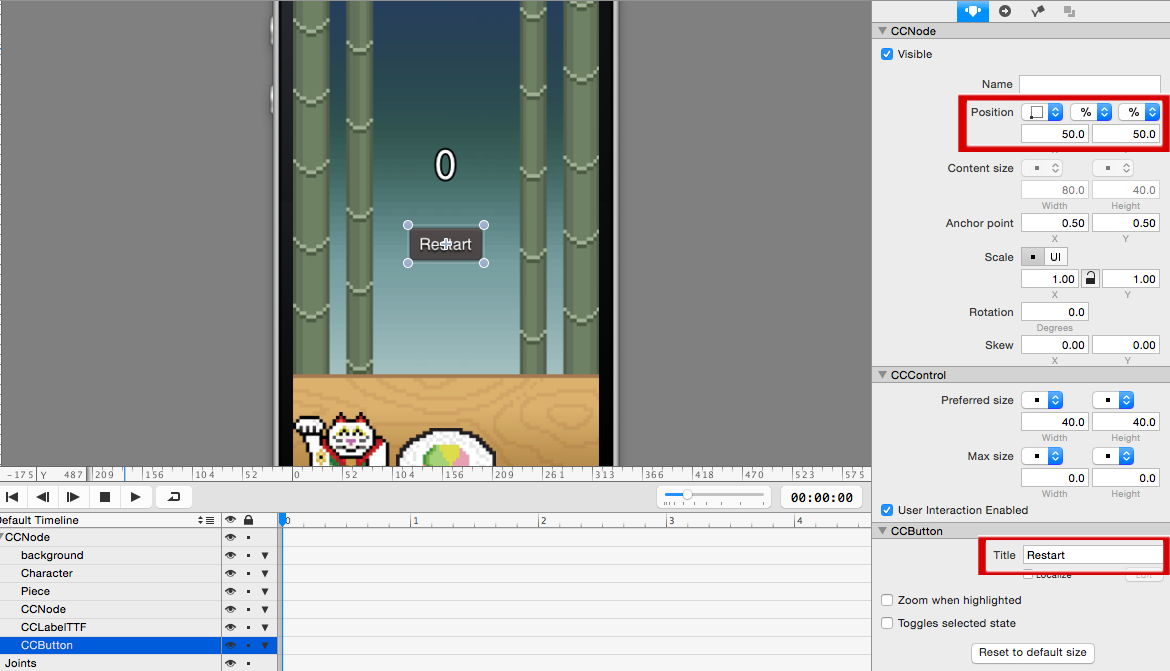 CCNode
Visible
Name
Position % %
50.0 50.0
Content size
80.0 40.0
Width Height
Anchor point 0.50 0.50
X Y
Scale UI
1.00 1.00
X Y
Rotation 0.0
Degrees
Skew 0.00 0.00
X Y
CCControl
Preferred size
40.0 40.0
Width Height
Max size
0.0 0.0
Width Height
User Interaction Enabled
CCButton
Title Restart
Localize
Zoom when highlighted
Toggles selected state
Reset to default size
0
Restart
-175 Y 487 209 156 104 52 0 52 104 156 209 261 313 366 418 470 523 575
00:00:00
efault Timeline 0 1 2 3 4
CCNode
background
Character
Piece
CCNode
CCLabelTTF
CCButton
Joints